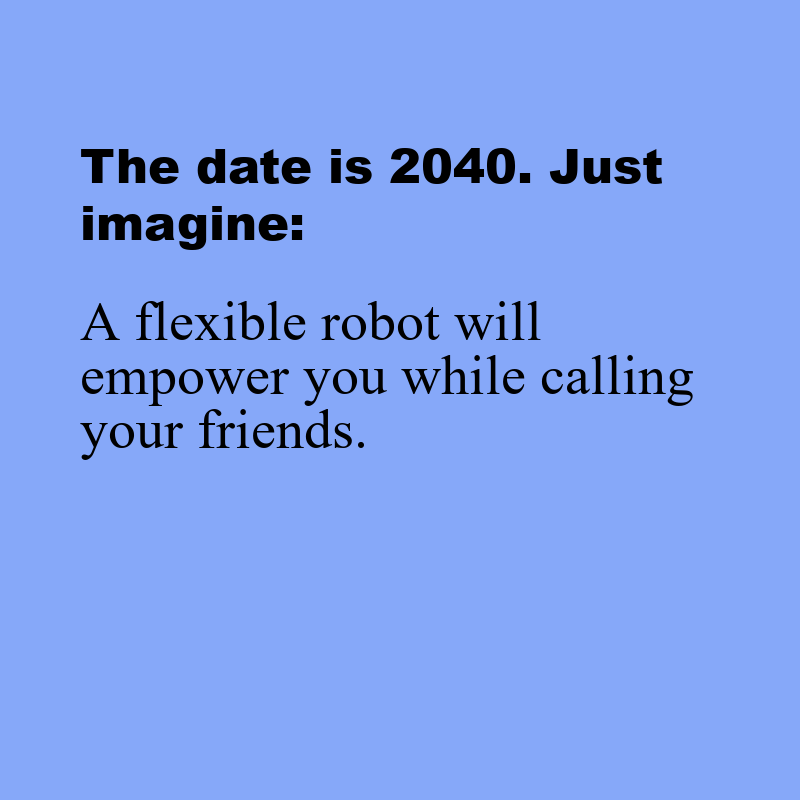 The date is 2040. Just
imagine:
A flexible robot will
empower you while calling
your friends.